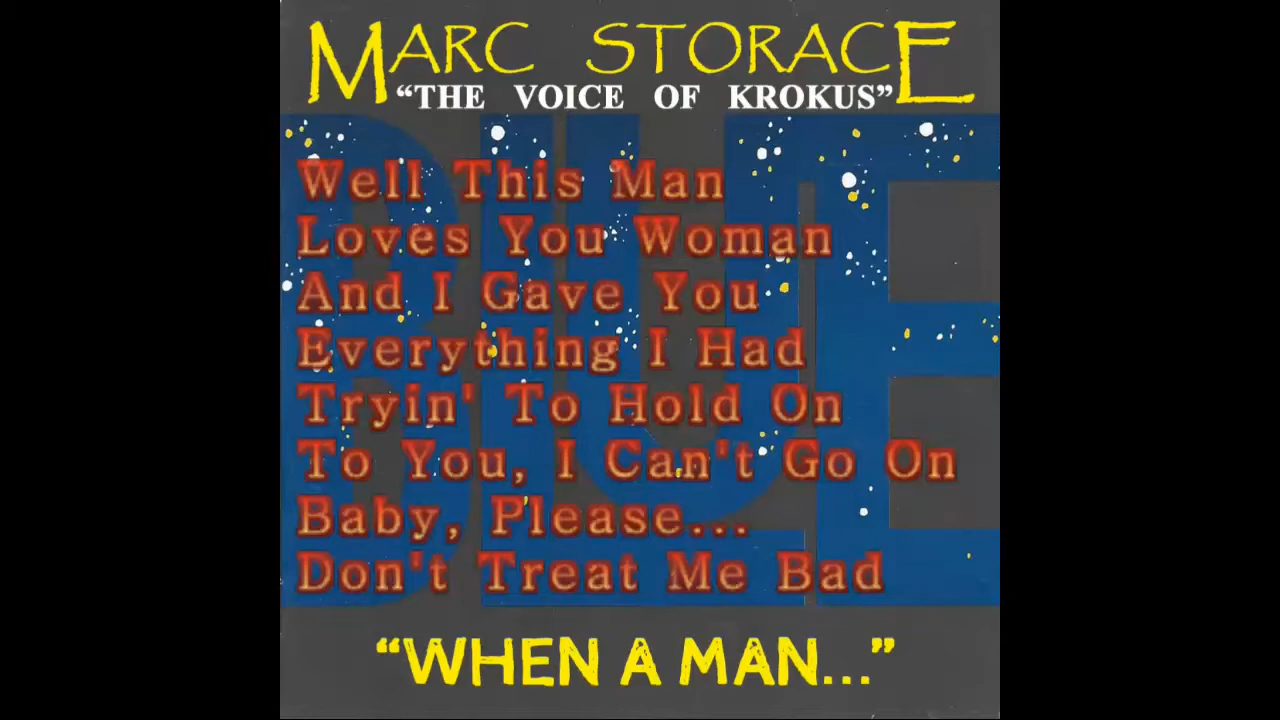 MARC STORACE
“THE VOICE OF KROKUS”
BLUE
Well This Man
Loves You Woman
And I Gave You
Everything I Had
Tryin' To Hold On
To You, I Can't Go On
Baby, Please...
Don't Treat Me Bad
“WHEN A MAN...”